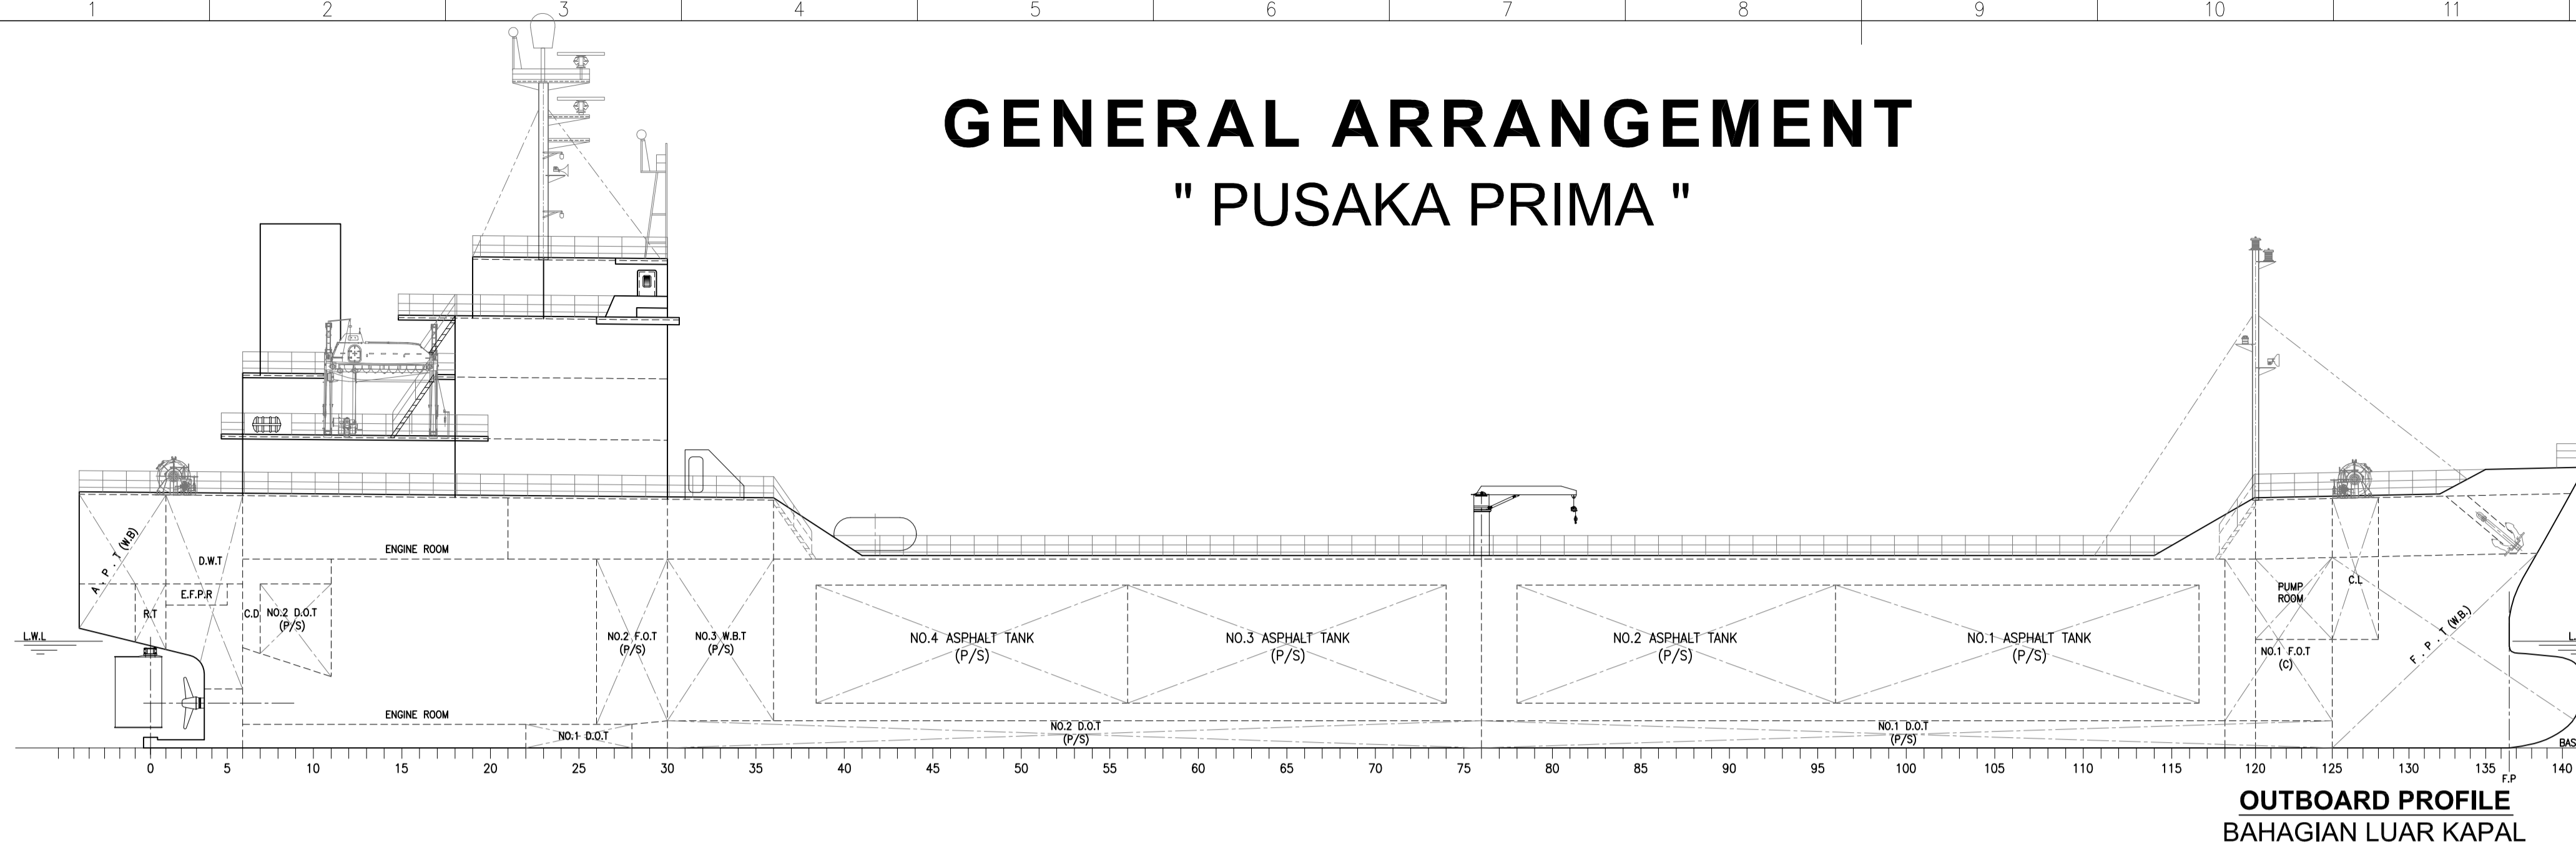 1 2 3 4 5 6 7 8 9 10 11
GENERAL ARRANGEMENT
" PUSAKA PRIMA "
A . P . T (W.B)
D.W.T
E.F.P.R
R.T
C.D
NO.2 D.O.T
(P/S)
ENGINE ROOM
ENGINE ROOM
NO.1 D.O.T
NO.2 F.O.T
(P/S)
NO.3 W.B.T
(P/S)
NO.4 ASPHALT TANK
(P/S)
NO.3 ASPHALT TANK
(P/S)
NO.2 ASPHALT TANK
(P/S)
NO.1 ASPHALT TANK
(P/S)
NO.2 D.O.T
(P/S)
NO.1 D.O.T
(P/S)
PUMP
ROOM
C.L
NO.1 F.O.T
(C)
F . P . T (W.B.)
L.W.L
L.
BAS
0 5 10 15 20 25 30 35 40 45 50 55 60 65 70 75 80 85 90 95 100 105 110 115 120 125 130 135 140
F.P
OUTBOARD PROFILE
BAHAGIAN LUAR KAPAL